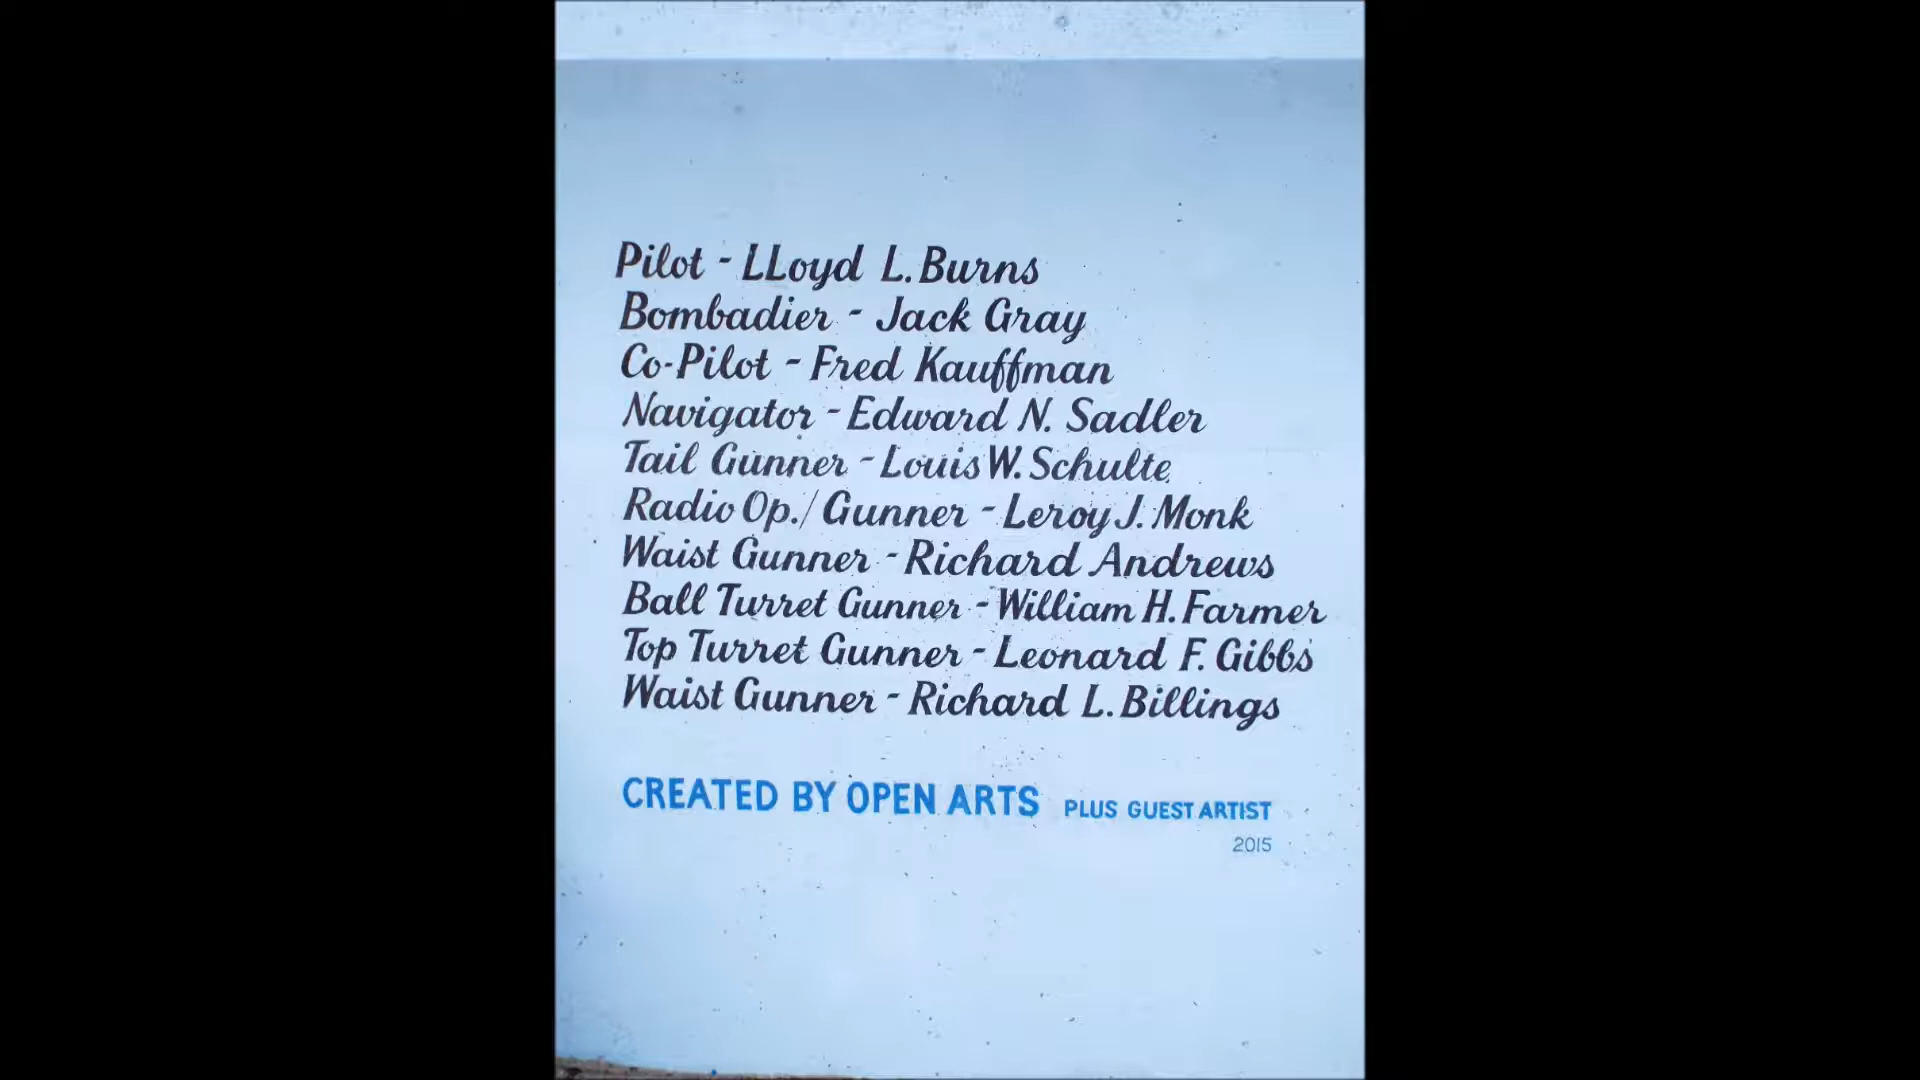 Pilot - LLoyd L. Burns
Bombadier - Jack Gray
Co-Pilot - Fred Kauffman
Navigator - Edward N. Sadler
Tail Gunner - Louis W. Schulte
Radio Op./ Gunner - Leroy J. Monk
Waist Gunner - Richard Andrews
Ball Turret Gunner - William H. Farmer
Top Turret Gunner - Leonard F. Gibbs
Waist Gunner - Richard L. Billings
CREATED BY OPEN ARTS PLUS GUEST ARTIST
2015